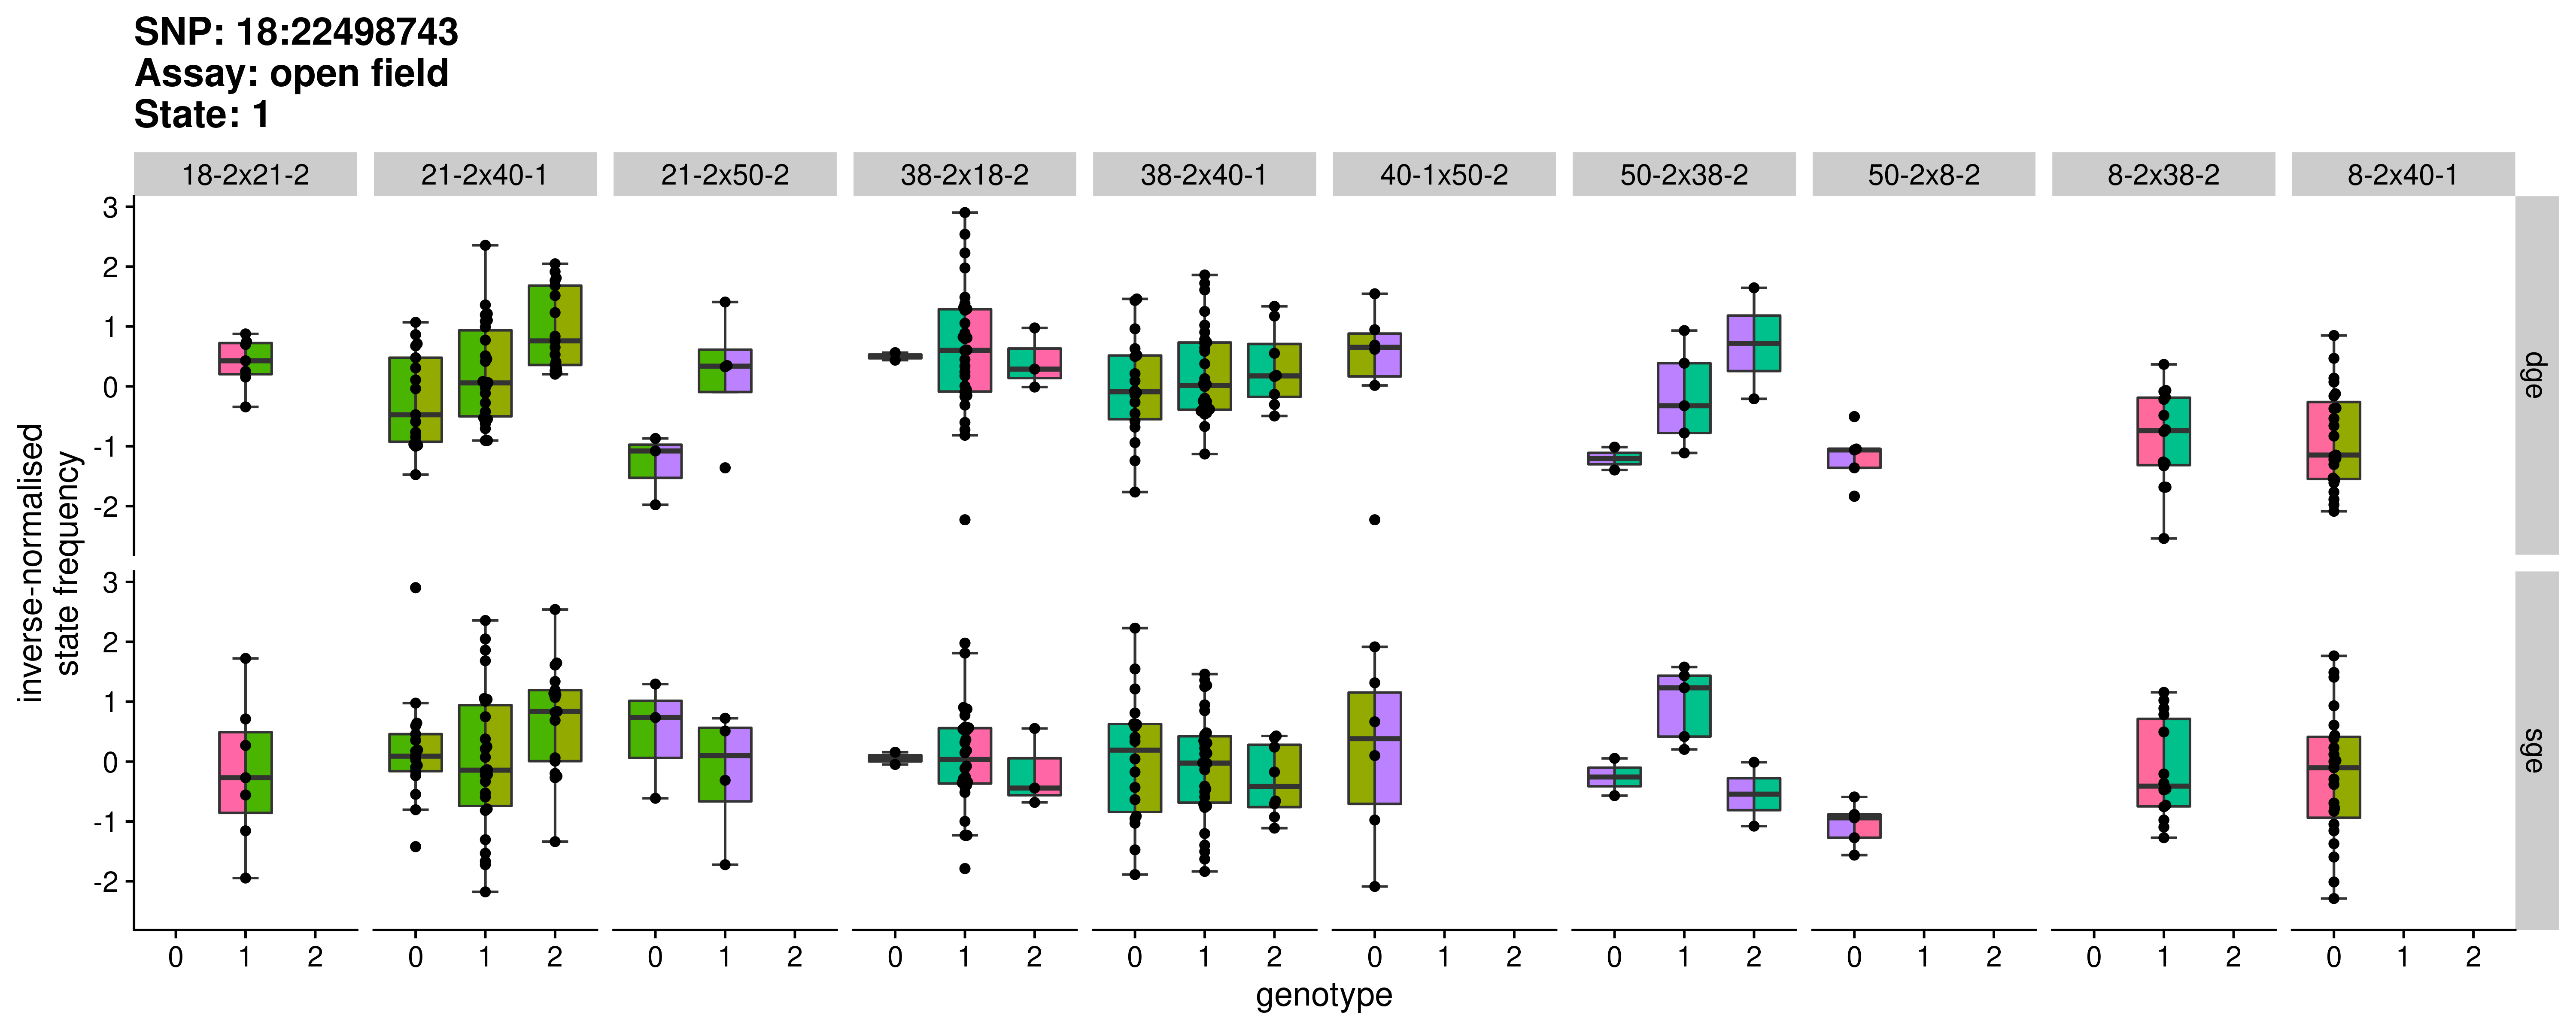 SNP: 18:22498743
Assay: open field
State: 1
18-2x21-2 21-2x40-1 21-2x50-2 38-2x18-2 38-2x40-1 40-1x50-2 50-2x38-2 50-2x8-2 8-2x38-2 8-2x40-1
3
2
1
0
-1
-2
dge
inverse-normalised
state frequency
3
2
1
0
-1
-2
sge
0 1 2 0 1 2 0 1 2 0 1 2 0 1 2 0 1 2 0 1 2 0 1 2 0 1 2 0 1 2
genotype